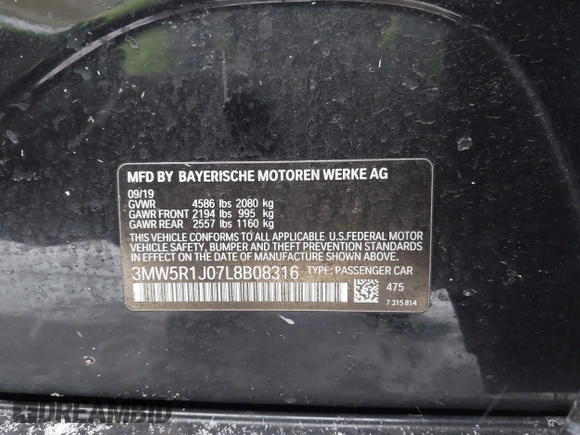 MFD BY BAYERISCHE MOTOREN WERKE AG
09/19
GVWR 4586 lbs 2080 kg
GAWR FRONT 2194 lbs 995 kg
GAWR REAR 2557 lbs 1160 kg
THIS VEHICLE CONFORMS TO ALL APPLICABLE U.S.FEDERAL MOTOR
VEHICLE SAFETY, BUMPER AND THEFT PREVENTION STANDARDS
IN EFFECT ON THE DATE OF MANUFACTURE SHOWN ABOVE.
3MW5R1J07L8B08316 TYPE: PASSENGER CAR
475
7 315 814
DREAMBID